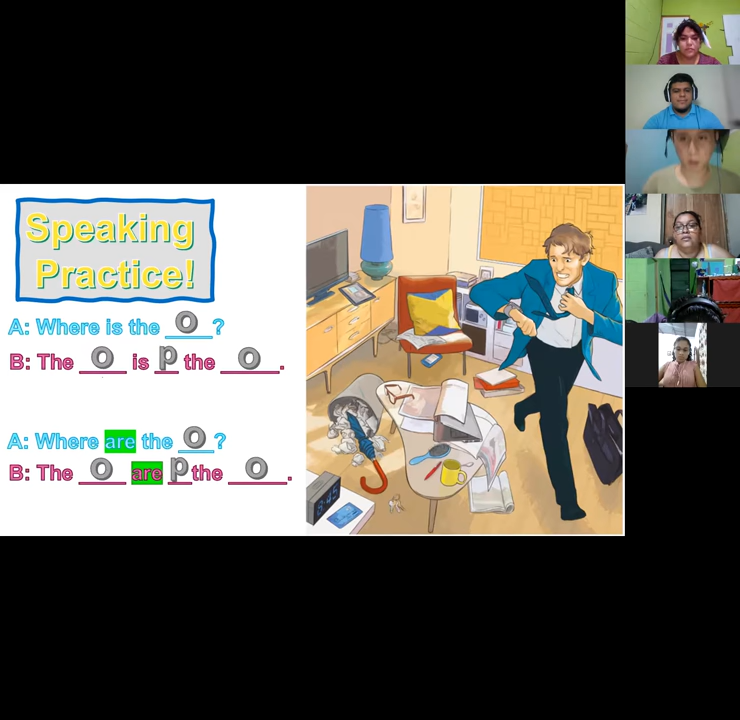 Speaking
Practice!
A: Where is the o ?
B: The o is p the o .
A: Where are the o ?
B: The o are p the o .